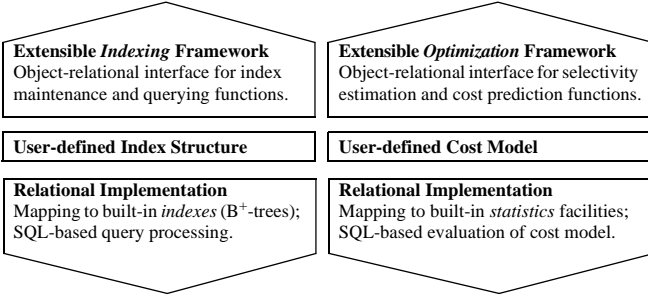 Extensible Indexing Framework
Object-relational interface for index
maintenance and querying functions.
User-defined Index Structure
Relational Implementation
Mapping to built-in indexes (B+-trees);
SQL-based query processing.
Extensible Optimization Framework
Object-relational interface for selectivity
estimation and cost prediction functions.
User-defined Cost Model
Relational Implementation
Mapping to built-in statistics facilities;
SQL-based evaluation of cost model.